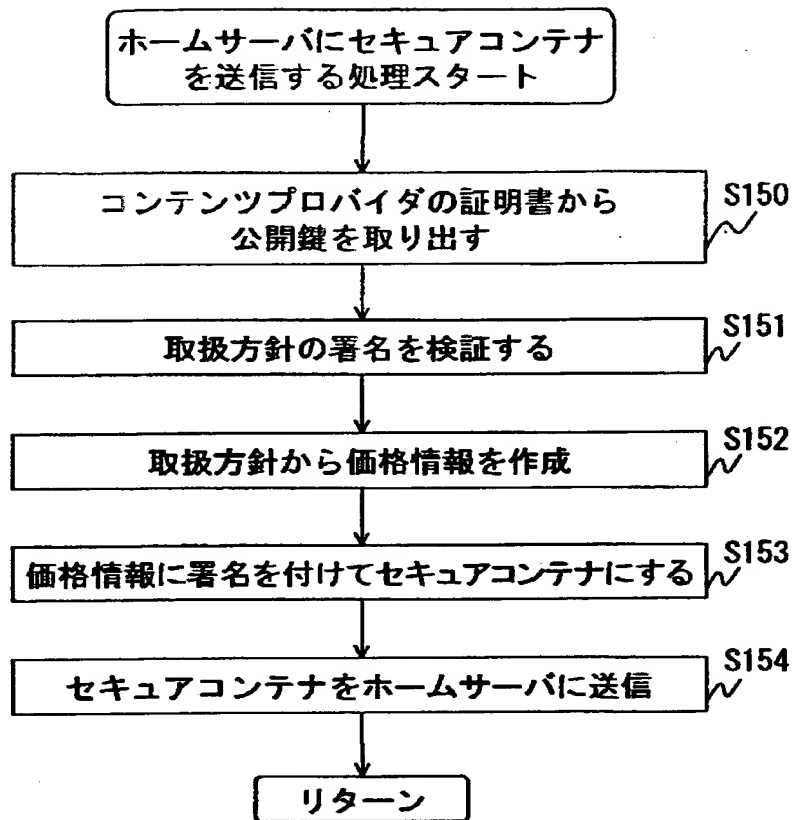 ホームサーバにセキュアコンテナ
を送信する処理スタート
コンテンツプロバイダの証明書から
公開鍵を取り出す
S150
取扱方針の署名を検証する
S151
取扱方針から価格情報を作成
S152
価格情報に署名を付けてセキュアコンテナにする
S153
セキュアコンテナをホームサーバに送信
S154
リターン